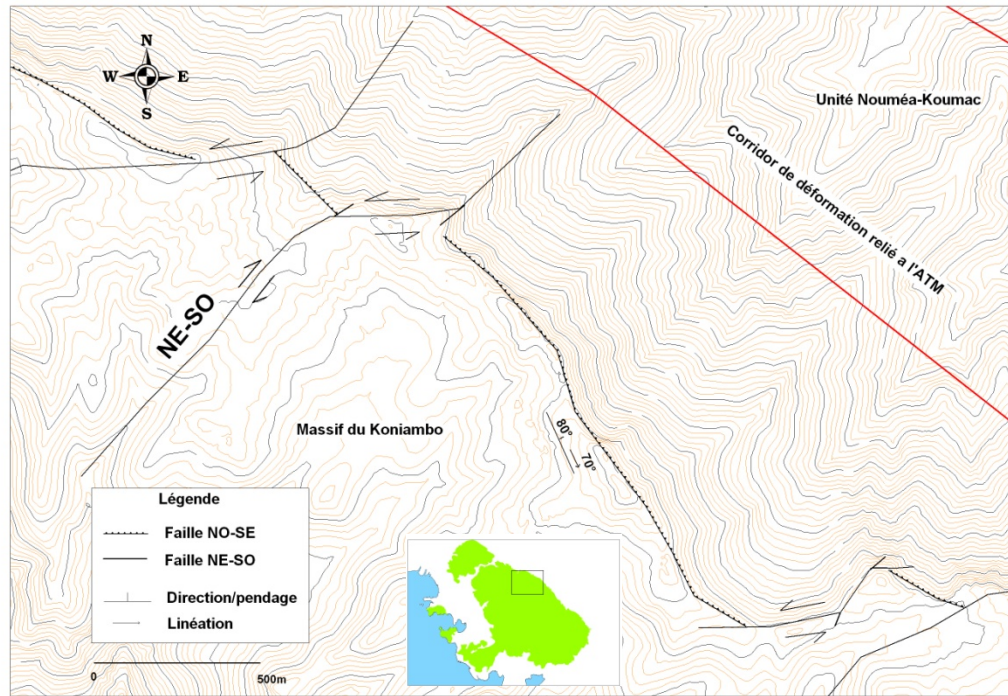 N
W E
S
Unité Nouméa-Koumac
Corridor de déformation relié a l'ATM
NE-SO
Massif du Koniambo
80°
70°
Légende
Faille NO-SE
Faille NE-SO
Direction/pendage
Linéation
0 500m